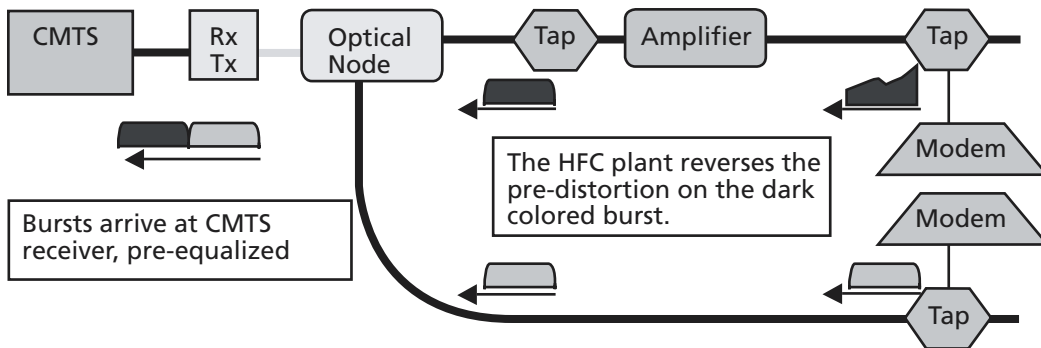 CMTS
Rx
Tx
Optical
Node
Tap
Amplifier
Tap
The HFC plant reverses the
pre-distortion on the dark
colored burst.
Modem
Bursts arrive at CMTS
receiver, pre-equalized
Modem
Tap